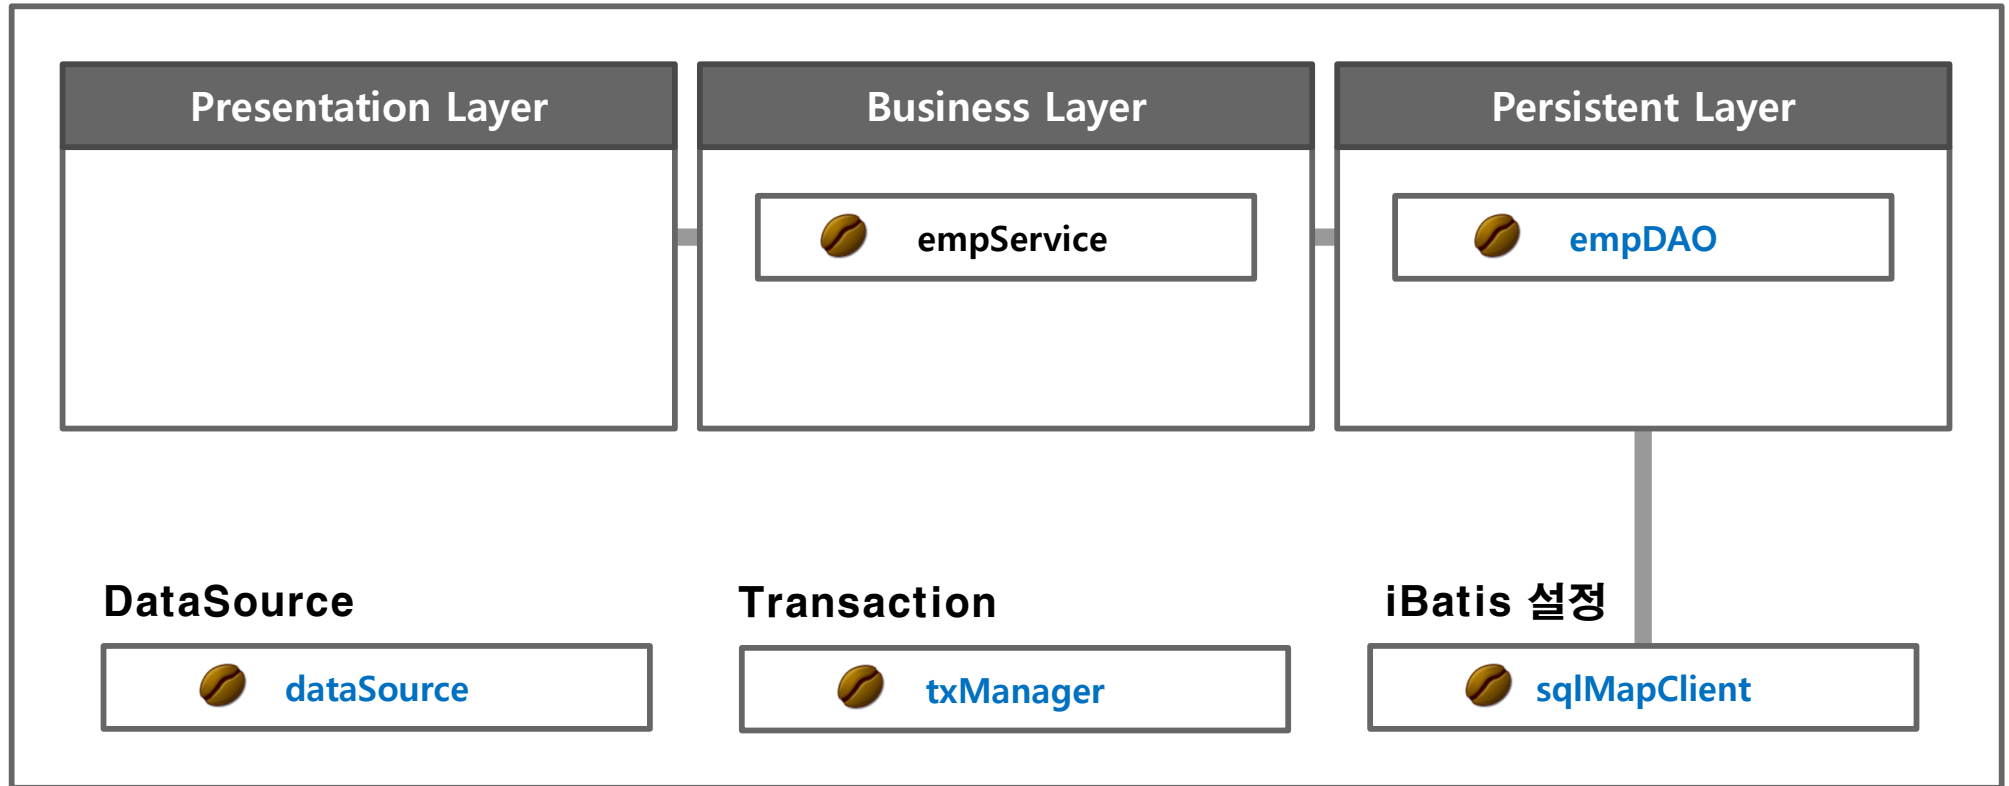 Presentation Layer
Business Layer
Persistent Layer
empService
empDAO
DataSource
Transaction
iBatis 설정
dataSource
txManager
sqlMapClient